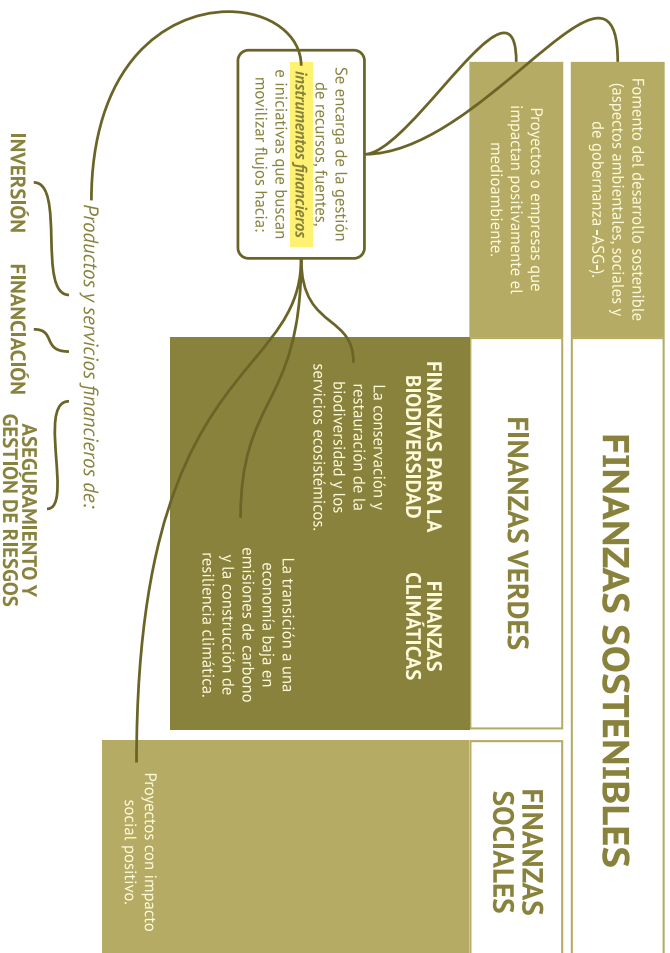 FINANZAS SOSTENIBLES
Fomento del desarrollo sostenible
(aspectos ambientales, sociales y
de gobernanza -ASG-).
FINANZAS VERDES
Proyectos o empresas que
impactan positivamente el
medioambiente.
FINANZAS
SOCIALES
Se encarga de la gestión
de recursos, fuentes,
instrumentos financieros
e iniciativas que buscan
movilizar flujos hacia:
FINANZAS PARA LA
BIODIVERSIDAD
La conservación y
restauración de la
biodiversidad y los
servicios ecosistémicos.
FINANZAS
CLIMÁTICAS
La transición a una
economía baja en
emisiones de carbono
y la construcción de
resiliencia climática.
Proyectos con impacto
social positivo.
Productos y servicios financieros de:
INVERSIÓN
FINANCIACIÓN
ASEGURAMIENTO Y
GESTIÓN DE RIESGOS